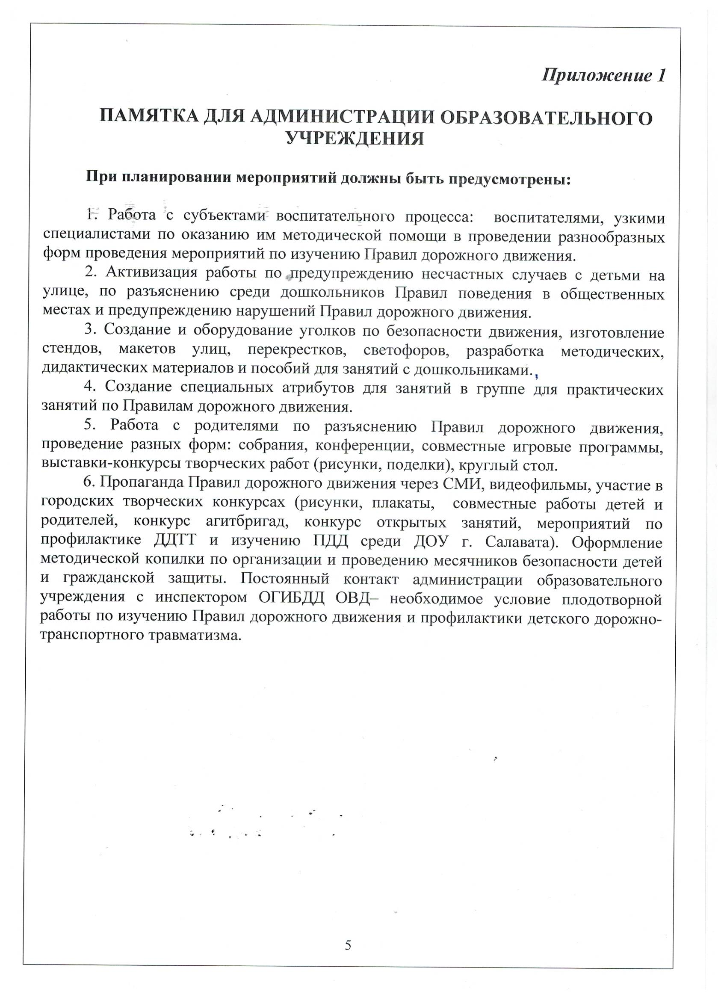 Приложение 1
ПАМЯТКА ДЛЯ АДМИНИСТРАЦИИ ОБРАЗОВАТЕЛЬНОГО
УЧРЕЖДЕНИЯ
При планировании мероприятий должны быть предусмотрены:
1. Работа с субъектами воспитательного процесса: воспитателями, узкими
специалистами по оказанию им методической помощи в проведении разнообразных
форм проведения мероприятий по изучению Правил дорожного движения.
2. Активизация работы по предупреждению несчастных случаев с детьми на
улице, по разъяснению среди дошкольников Правил поведения в общественных
местах и предупреждению нарушений Правил дорожного движения.
3. Создание и оборудование уголков по безопасности движения, изготовление
стендов, макетов улиц, перекрестков, светофоров, разработка методических,
дидактических материалов и пособий для занятий с дошкольниками.
4. Создание специальных атрибутов для занятий в группе для практических
занятий по Правилам дорожного движения.
5. Работа с родителями по разъяснению Правил дорожного движения,
проведение разных форм: собрания, конференции, совместные игровые программы,
выставки-конкурсы творческих работ (рисунки, поделки), круглый стол.
6. Пропаганда Правил дорожного движения через СМИ, видеофильмы, участие в
городских творческих конкурсах (рисунки, плакаты, совместные работы детей и
родителей, конкурс агитбригад, конкурс открытых занятий, мероприятий по
профилактике ДДТТ и изучению ПДД среди ДОУ г. Салавата). Оформление
методической копилки по организации и проведению месячников безопасности детей
и гражданской защиты. Постоянный контакт администрации образовательного
учреждения с инспектором ОГИБДД ОВД– необходимое условие плодотворной
работы по изучению Правил дорожного движения и профилактики детского дорожно-
транспортного травматизма.
5